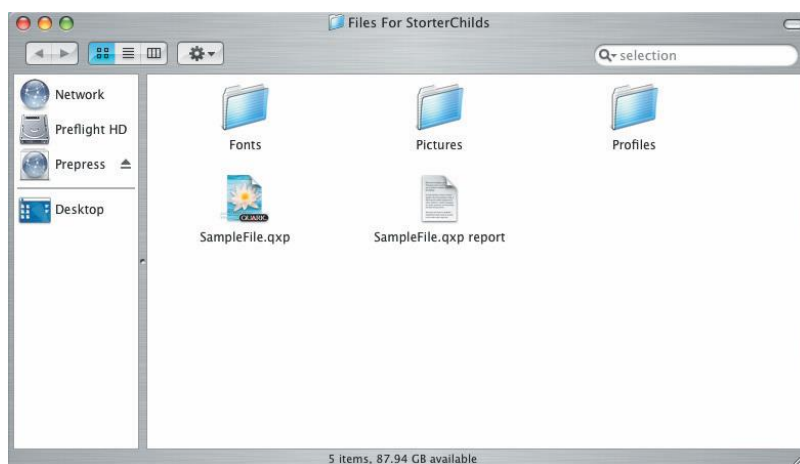 Files For StorterChilds
selection
Network
Preflight HD
Prepress
Desktop
Fonts
Pictures
Profiles
QUARK
SampleFile.qxp
SampleFile.qxp report
5 items, 87.94 GB available